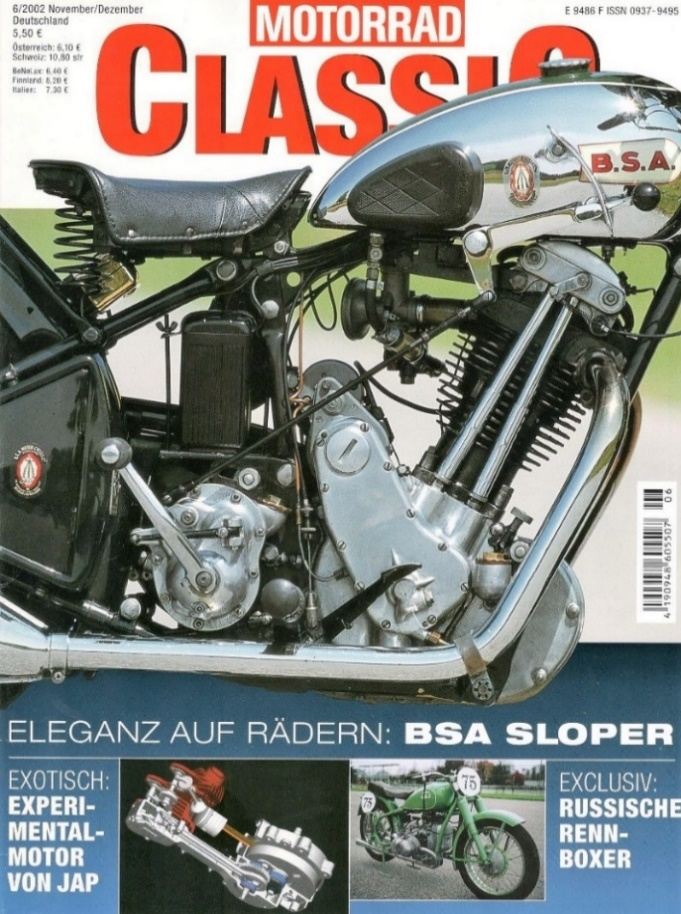 6/2002 November/Dezember
Deutschland
5,50 €
Österreich: 6,10 €
Schweiz: 10,80 sfr
BeNeLux: 6,40 €
Finnland: 8,20 €
Italien: 7,30 €
E 9486 F ISSN 0937-9495
MOTORRAD
CLASSIC
B.S.A.
06
4 190948 605507
ELEGANZ AUF RÄDERN: BSA SLOPER
EXOTISCH:
EXPERI-
MENTAL-
MOTOR
VON JAP
75
75
EXCLUSIV:
RUSSISCHE
RENN-
BOXER